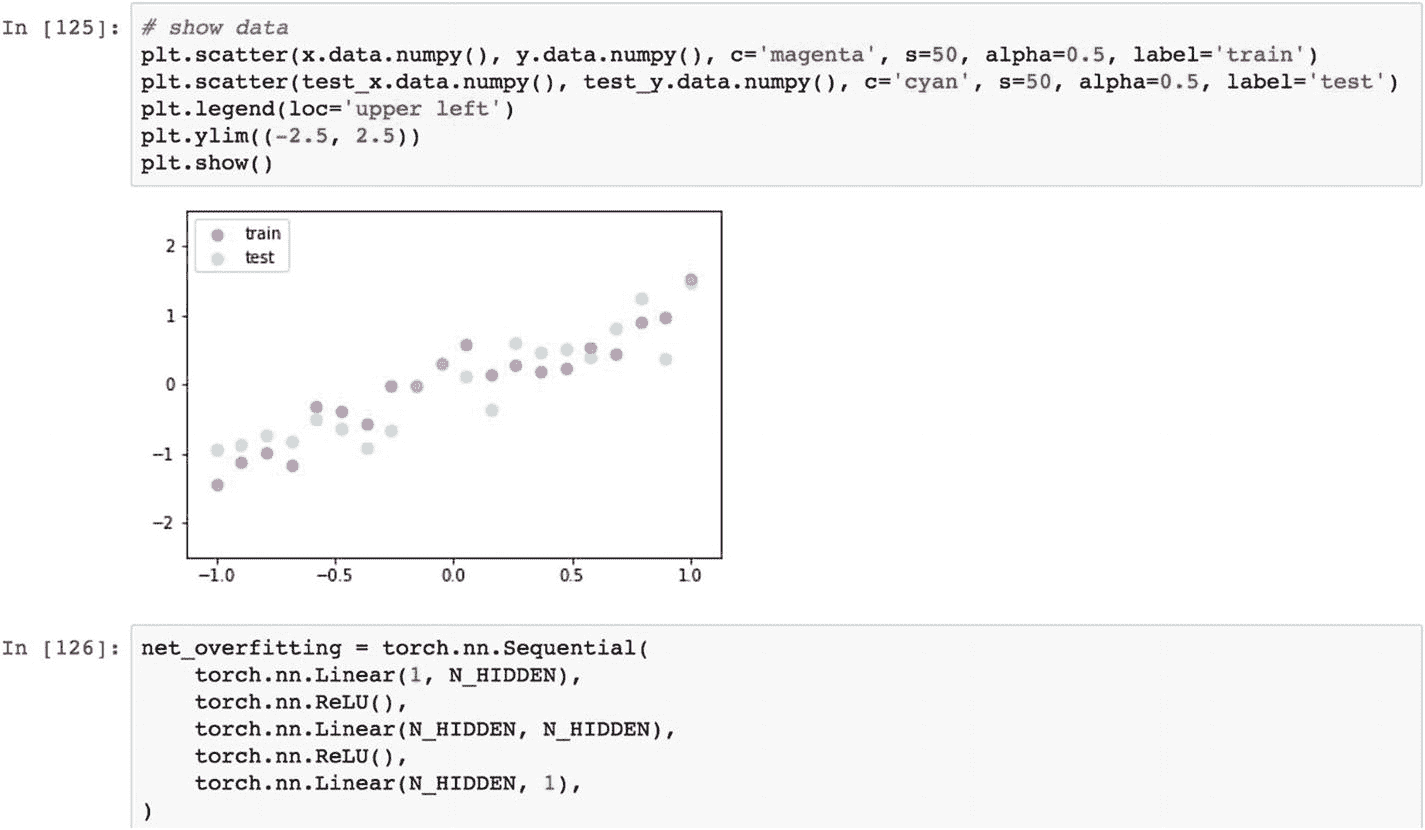 In [125]: # show data
plt.scatter(x.data.numpy(), y.data.numpy(), c='magenta', s=50, alpha=0.5, label='train')
plt.scatter(test_x.data.numpy(), test_y.data.numpy(), c='cyan', s=50, alpha=0.5, label='test')
plt.legend(loc='upper left')
plt.ylim((-2.5, 2.5))
plt.show()
train
test
2
1
0
−1
−2
−1.0 −0.5 0.0 0.5 1.0
In [126]: net_overfitting = torch.nn.Sequential(
    torch.nn.Linear(1, N_HIDDEN),
    torch.nn.ReLU(),
    torch.nn.Linear(N_HIDDEN, N_HIDDEN),
    torch.nn.ReLU(),
    torch.nn.Linear(N_HIDDEN, 1),
)